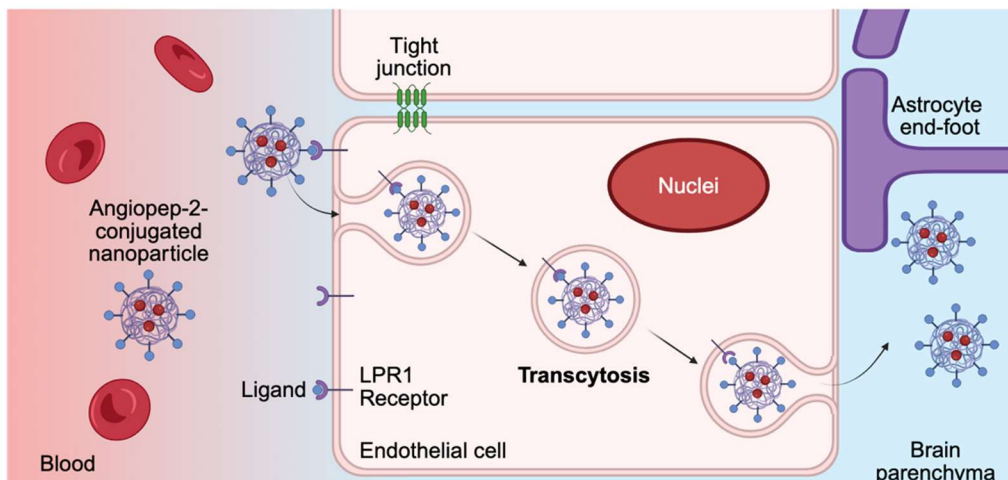 Tight
junction
Astrocyte
end-foot
Nuclei
Angiopep-2-
conjugated
nanoparticle
Transcytosis
Ligand
LPR1
Receptor
Endothelial cell
Blood
Brain
parenchyma